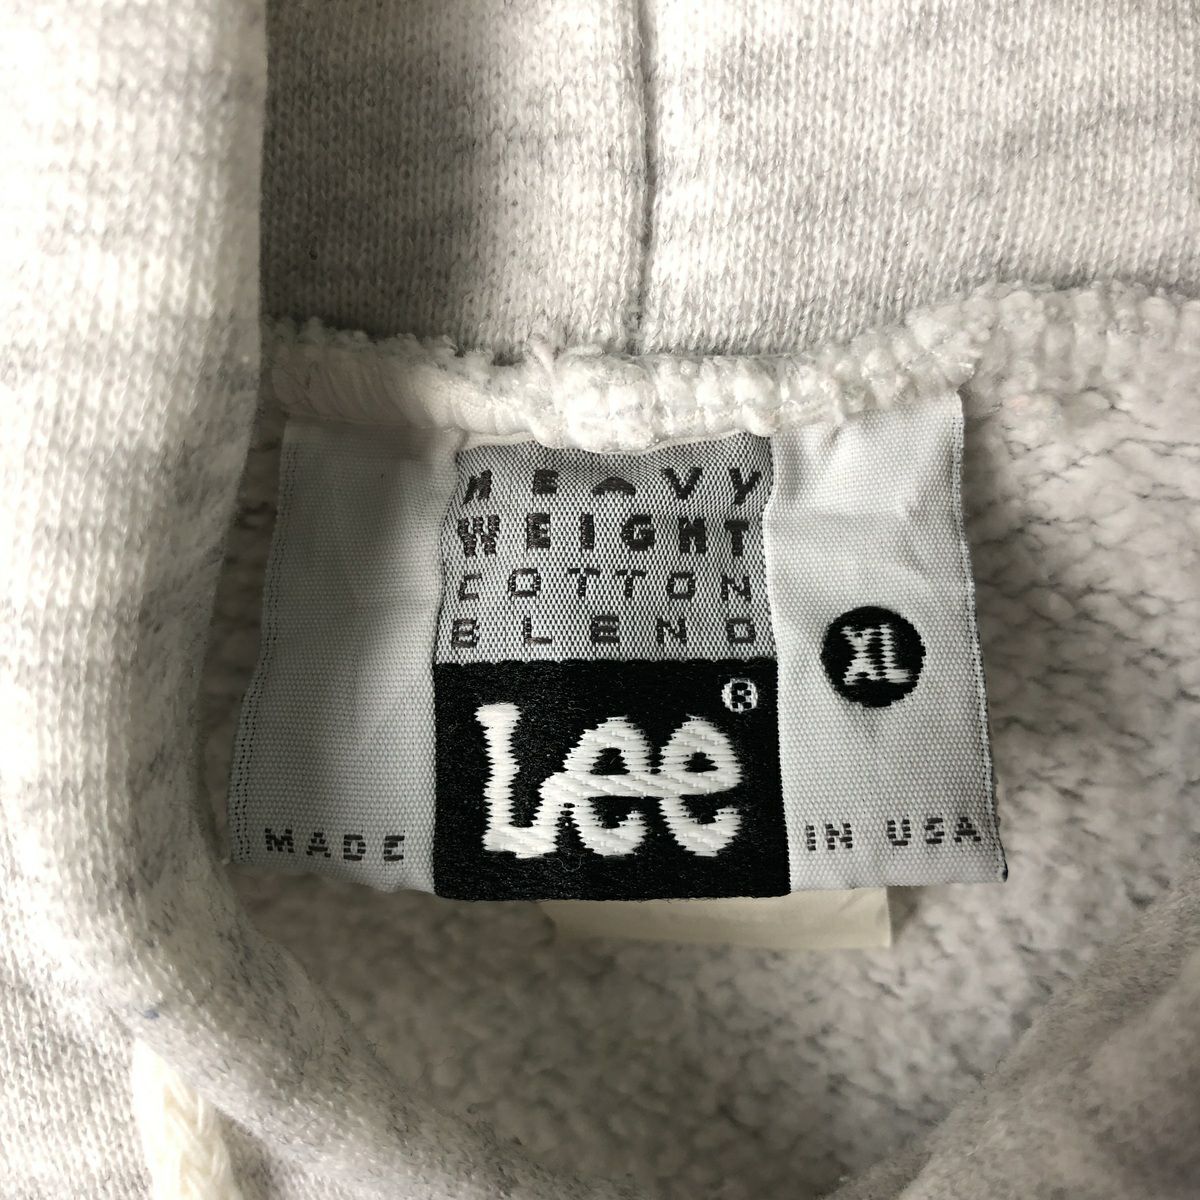 HEAVY
WEIGHT
COTTON
BLEND
Lee®
XL
MADE IN USA